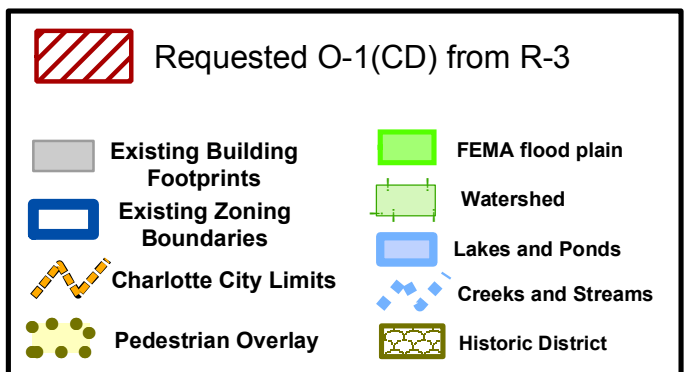 Requested O-1(CD) from R-3
Existing Building
Footprints
Existing Zoning
Boundaries
Charlotte City Limits
Pedestrian Overlay
FEMA flood plain
Watershed
Lakes and Ponds
Creeks and Streams
Historic District